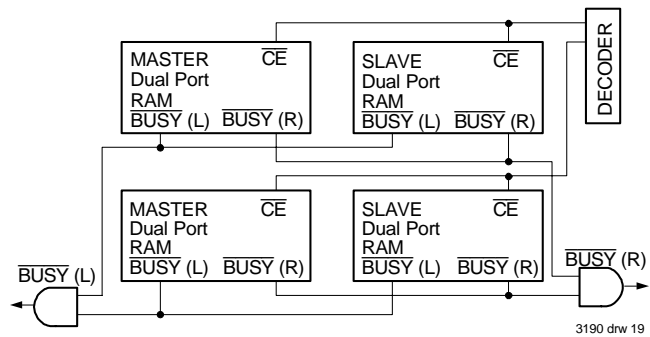 MASTER
Dual Port
RAM
CE
BUSY (L) BUSY (R)
SLAVE
Dual Port
RAM
CE
BUSY (L) BUSY (R)
DECODER
MASTER
Dual Port
RAM
CE
BUSY (L) BUSY (R)
SLAVE
Dual Port
RAM
CE
BUSY (L) BUSY (R)
BUSY (L)
BUSY (R)
3190 drw 19